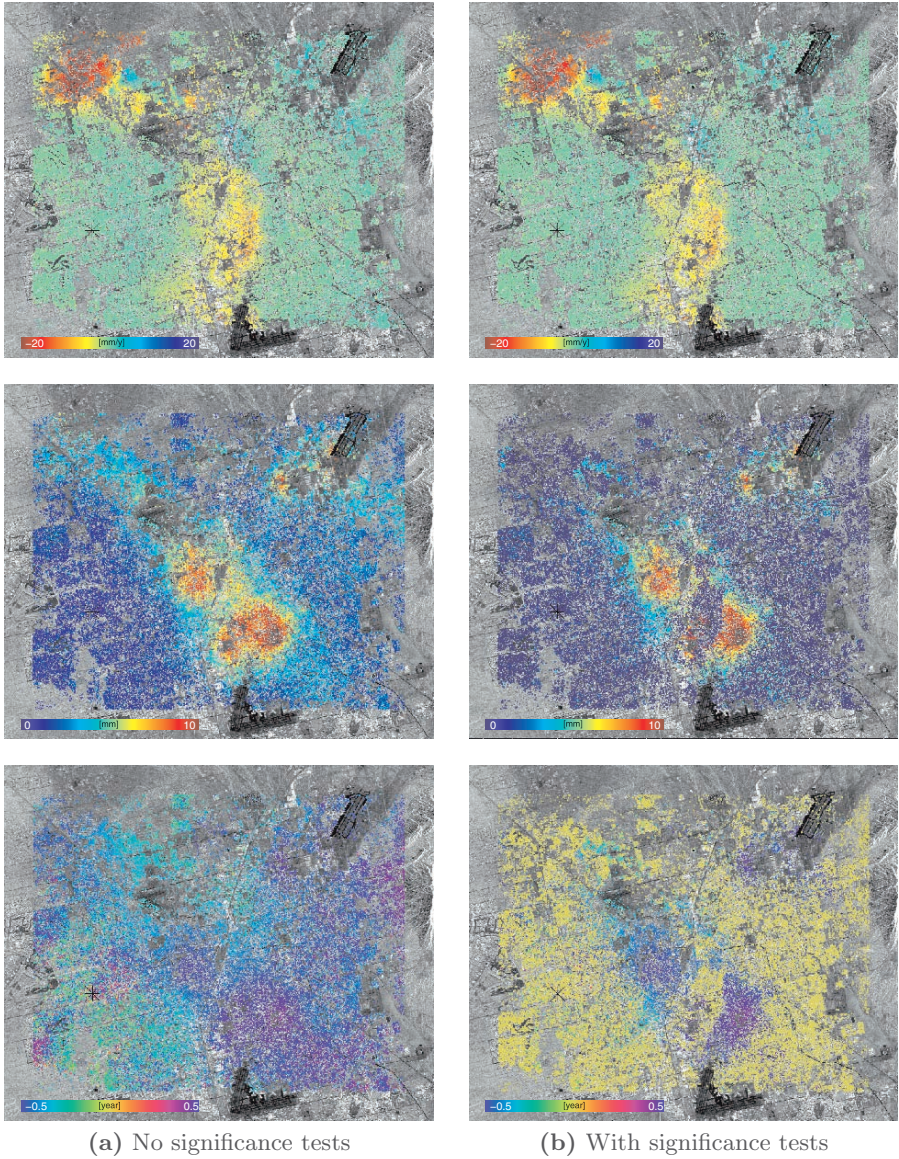 −20 [mm/y] 20
−20 [mm/y] 20
0 [mm] 10
0 [mm] 10
−0.5 [year] 0.5
−0.5 [year] 0.5
(a) No significance tests
(b) With significance tests